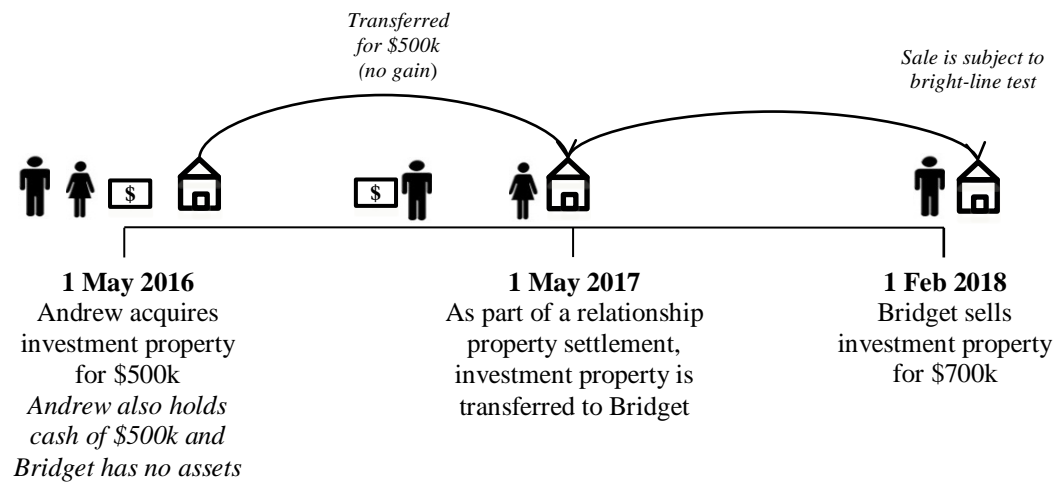 Transferred
for $500k
(no gain)
Sale is subject to
bright-line test
$
$
1 May 2016
Andrew acquires
investment property
for $500k
Andrew also holds
cash of $500k and
Bridget has no assets
1 May 2017
As part of a relationship
property settlement,
investment property is
transferred to Bridget
1 Feb 2018
Bridget sells
investment property
for $700k